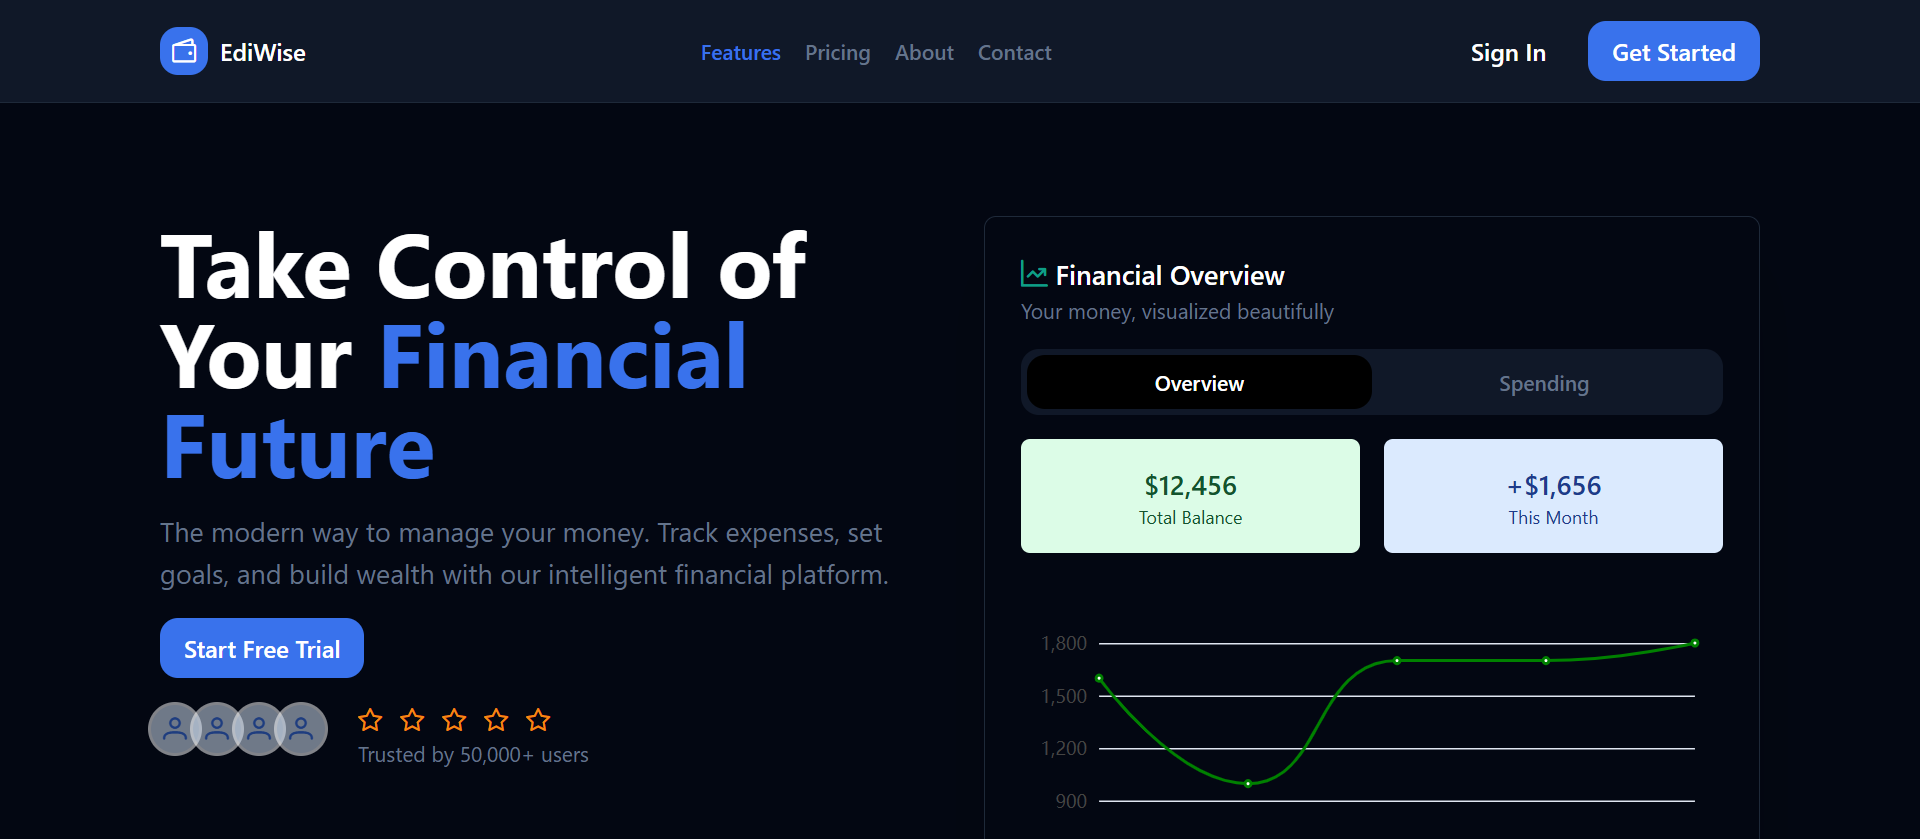 EdiWise
Features
Pricing
About
Contact
Sign In
Get Started
Take Control of
Your Financial
Future
The modern way to manage your money. Track expenses, set
goals, and build wealth with our intelligent financial platform.
Start Free Trial
Trusted by 50,000+ users
Financial Overview
Your money, visualized beautifully
Overview
Spending
$12,456
Total Balance
+$1,656
This Month
1,800
1,500
1,200
900